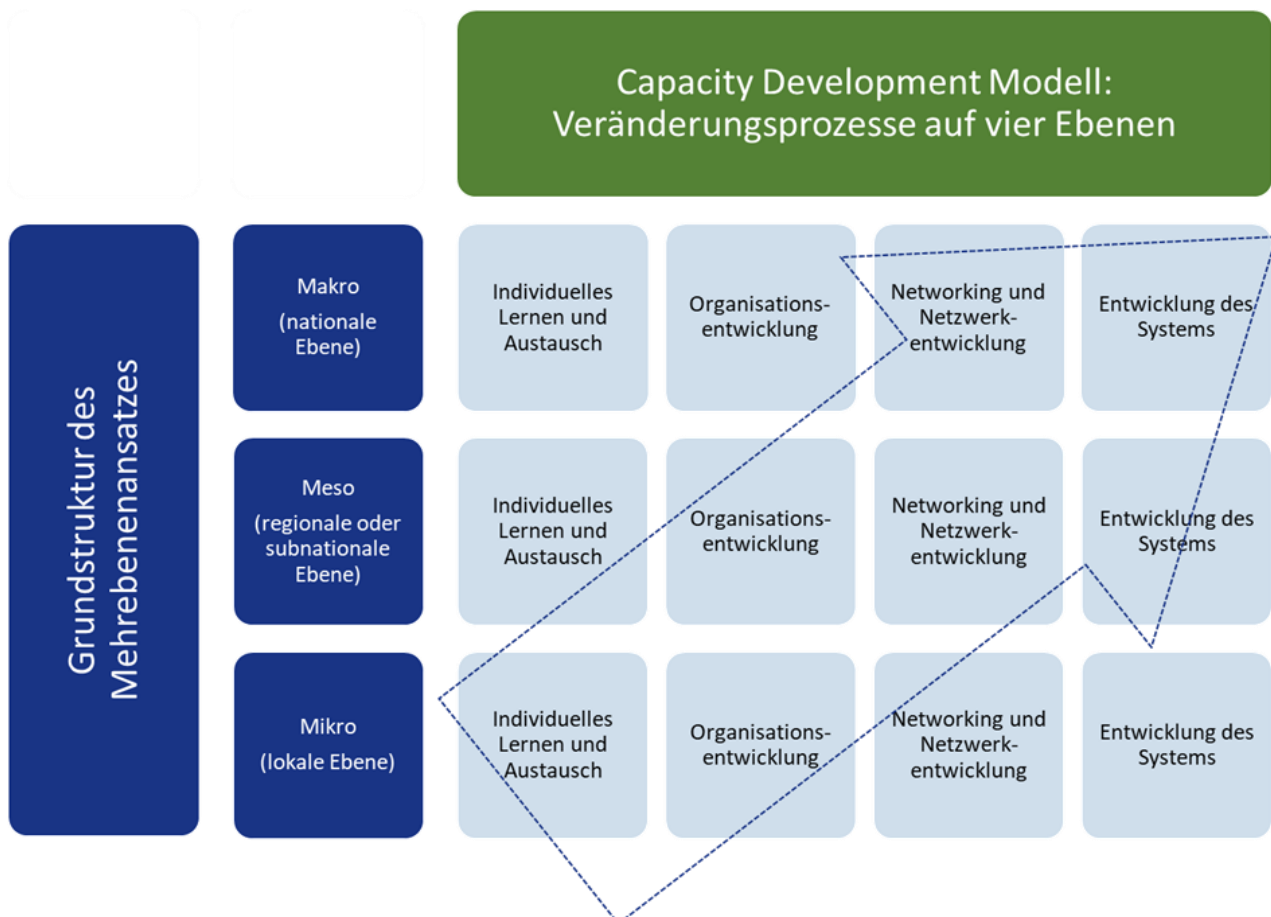 Capacity Development Modell:
Veränderungsprozesse auf vier Ebenen
Grundstruktur des
Mehrebenenansatzes
Makro
(nationale
Ebene)
Individuelles
Lernen und
Austausch
Organisations-
entwicklung
Networking und
Netzwerk-
entwicklung
Entwicklung des
Systems
Meso
(regionale oder
subnationale
Ebene)
Individuelles
Lernen und
Austausch
Organisations-
entwicklung
Networking und
Netzwerk-
entwicklung
Entwicklung des
Systems
Mikro
(lokale Ebene)
Individuelles
Lernen und
Austausch
Organisations-
entwicklung
Networking und
Netzwerk-
entwicklung
Entwicklung des
Systems